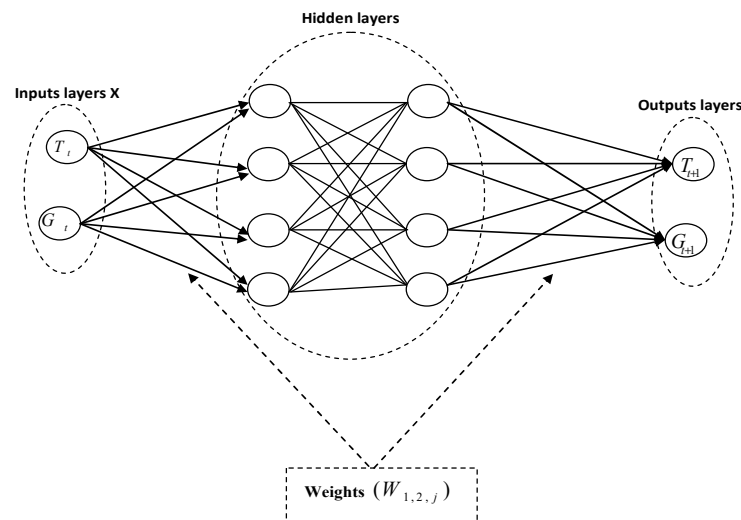 Hidden layers
Inputs layers X
Outputs layers
T t
T t+1
G t
G t+1
Weights (W 1,2,j)